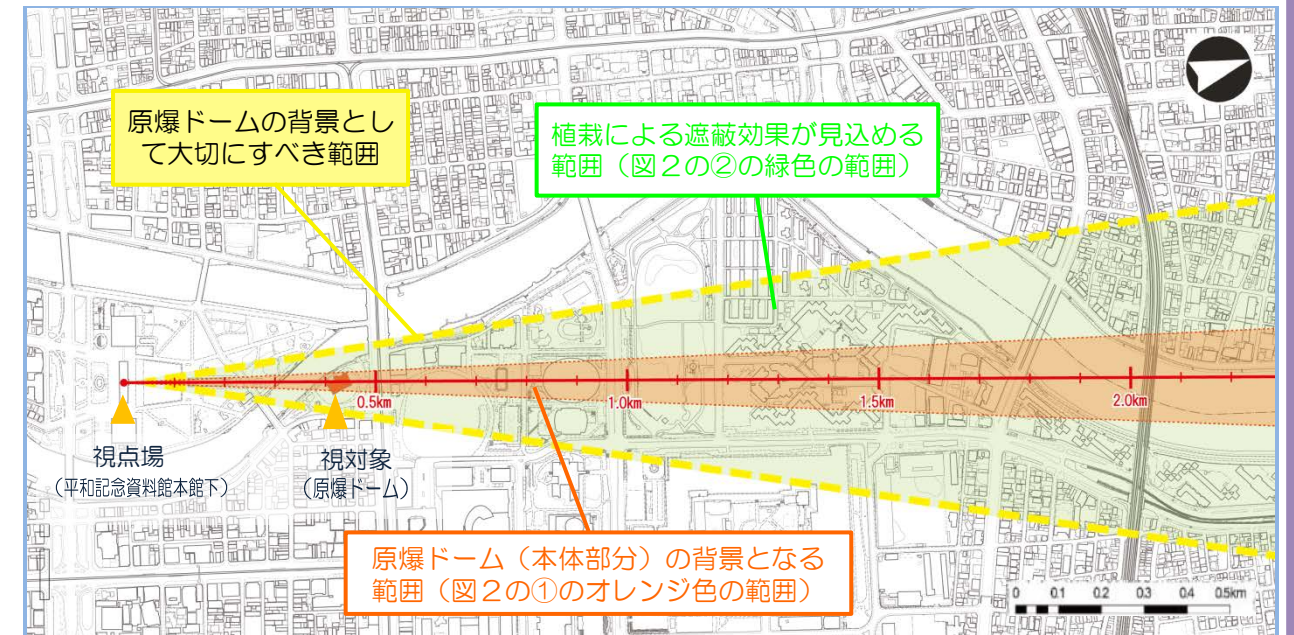 原爆ドームの背景とし
て大切にすべき範囲
植栽による遮蔽効果が見込める
範囲（図２の②の緑色の範囲）
0.5km
1.0km
1.5km
2.0km
視点場
（平和記念資料館本館下）
視対象
（原爆ドーム）
原爆ドーム（本体部分）の背景となる
範囲（図２の①のオレンジ色の範囲）
0 0.1 0.2 0.3 0.4 0.5km